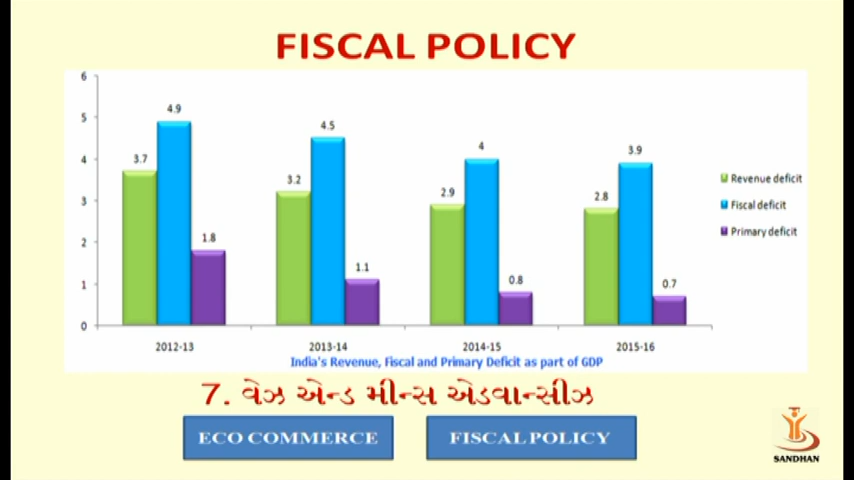 FISCAL POLICY
6
5
4
3
2
1
0
3.7 4.9 1.8
3.2 4.5 1.1
2.9 4 0.8
2.8 3.9 0.7
2012-13 2013-14 2014-15 2015-16
Revenue deficit
Fiscal deficit
Primary deficit
India's Revenue, Fiscal and Primary Deficit as part of GDP
7. વેઝ એન્ડ મીન્સ એડવાન્સીઝ
ECO COMMERCE FISCAL POLICY
SANDHAN